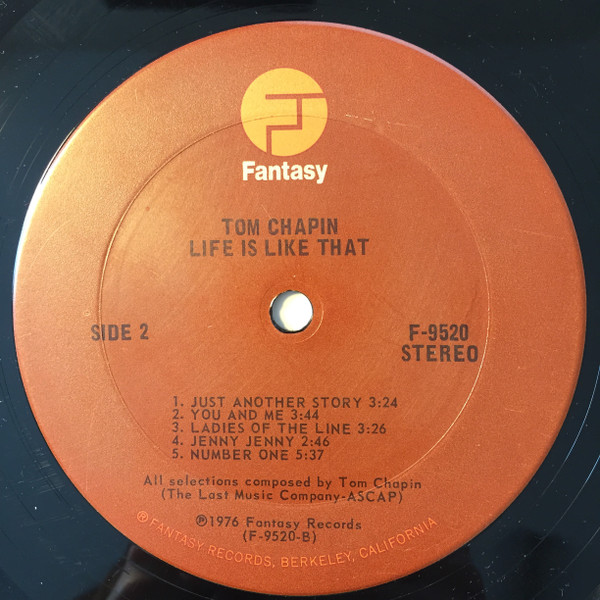 Fantasy
TOM CHAPIN
LIFE IS LIKE THAT
SIDE 2
F-9520
STEREO
1. JUST ANOTHER STORY 3:24
2. YOU AND ME 3:44
3. LADIES OF THE LINE 3:26
4. JENNY JENNY 2:46
5. NUMBER ONE 5:37
All selections composed by Tom Chapin
(The Last Music Company-ASCAP)
℗1976 Fantasy Records
(F-9520-B)
® FANTASY RECORDS, BERKELEY, CALIFORNIA